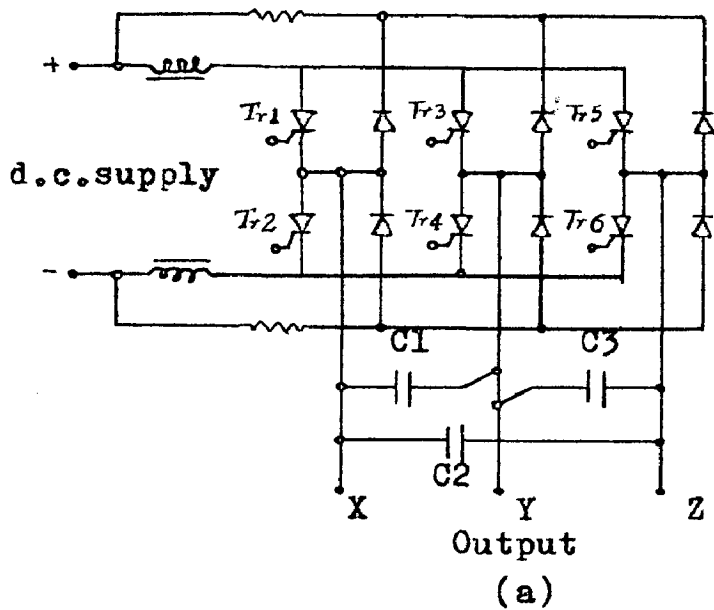 +
Tr1
Tr3
Tr5
d.c.supply
Tr2
Tr4
Tr6
-
C1
C3
C2
X
Y
Z
Output
(a)